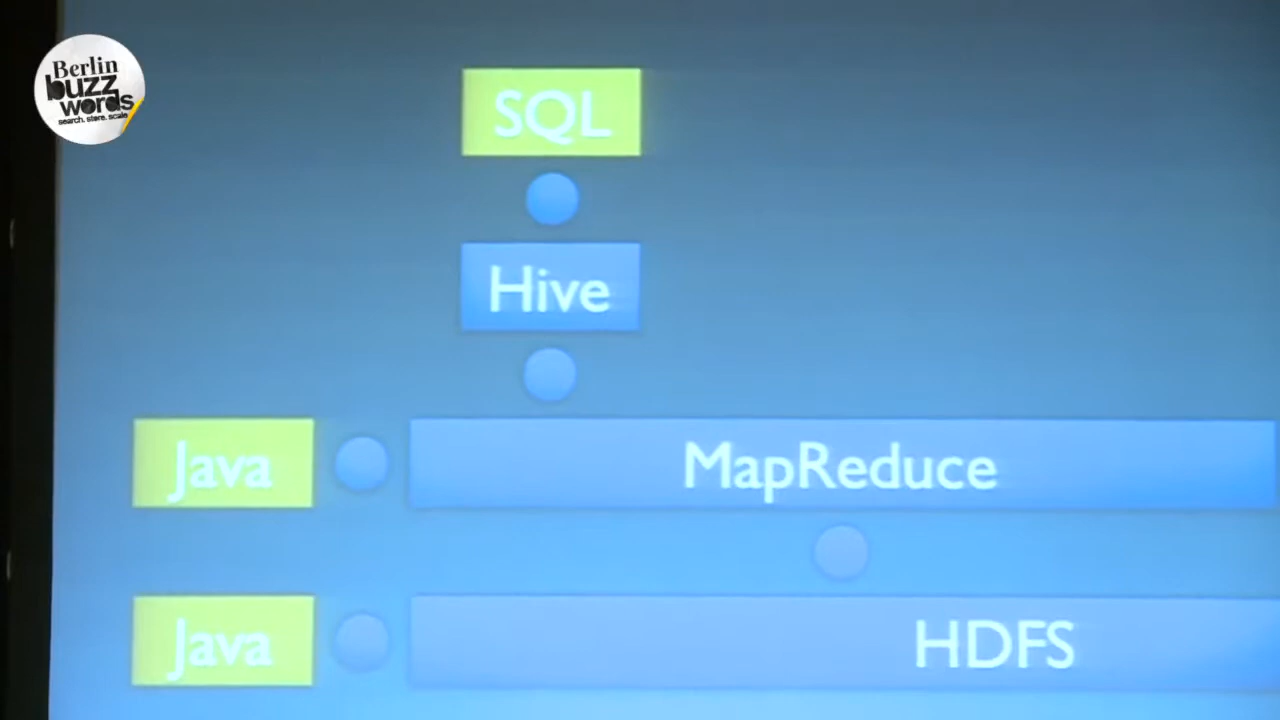 Berlin
buzz
words
search. store. scale
SQL
Hive
Java
MapReduce
Java
HDFS